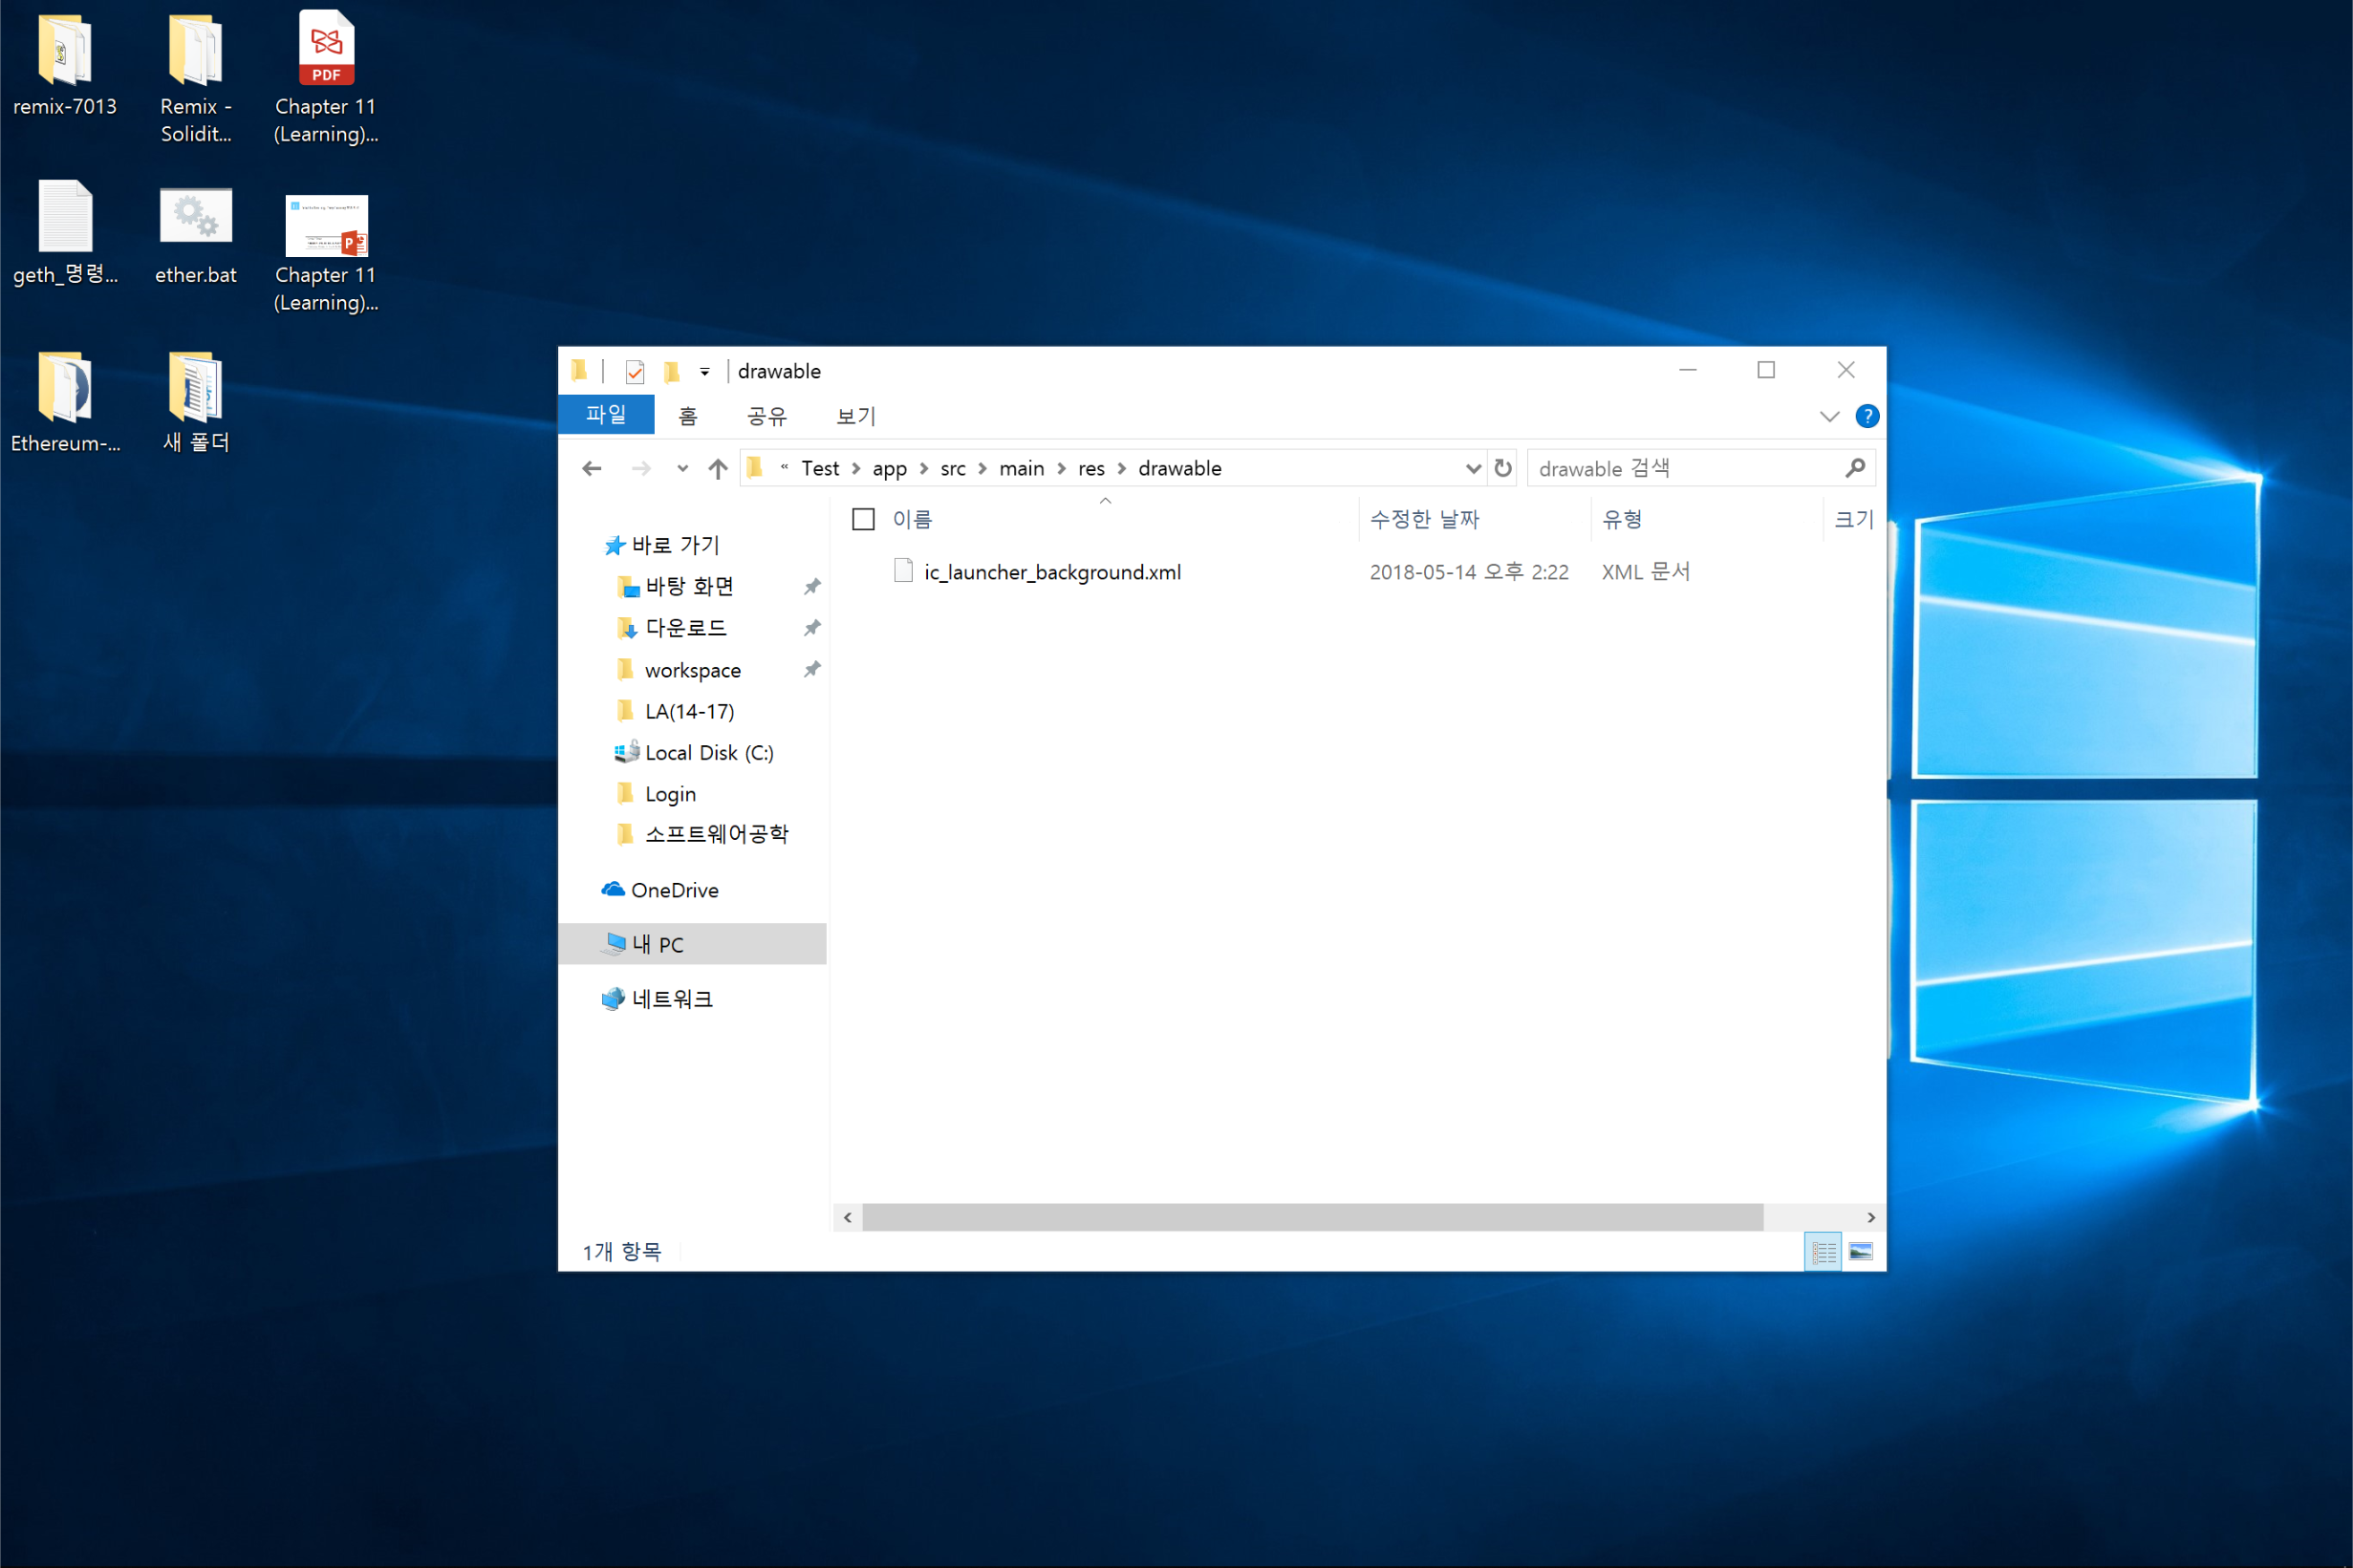 remix-7013
Remix -
Solidit...
PDF
Chapter 11
(Learning)...
geth_명령...
ether.bat
Chapter 11
(Learning)...
Ethereum-...
새 폴더
drawable
파일
홈
공유
보기
« Test > app > src > main > res > drawable
drawable 검색
이름
수정한 날짜
유형
크기
ic_launcher_background.xml
2018-05-14 오후 2:22
XML 문서
바로 가기
바탕 화면
다운로드
workspace
LA(14-17)
Local Disk (C:)
Login
소프트웨어공학
OneDrive
내 PC
네트워크
1개 항목